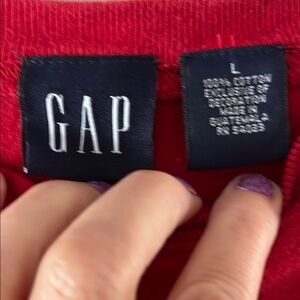 GAP
L
100% COTTON
EXCLUSIVE OF
DECORATION
MADE IN
GUATEMALA
RN 54023